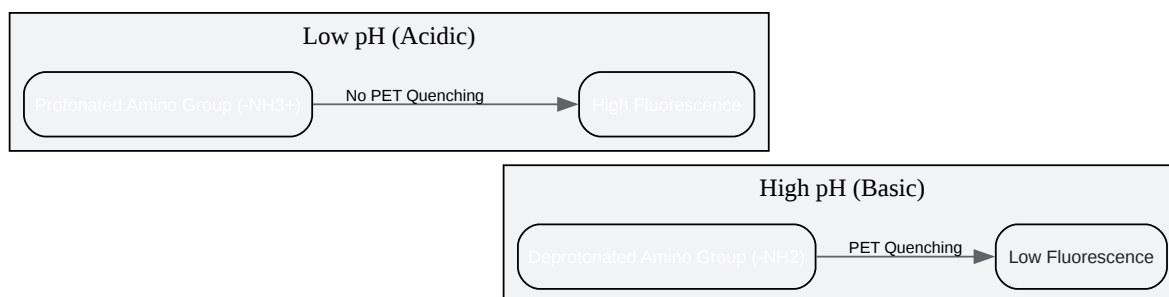 Low pH (Acidic)
Protonated Amino Group (-NH3+)
No PET Quenching
High Fluorescence
High pH (Basic)
Deprotonated Amino Group (-NH2)
PET Quenching
Low Fluorescence